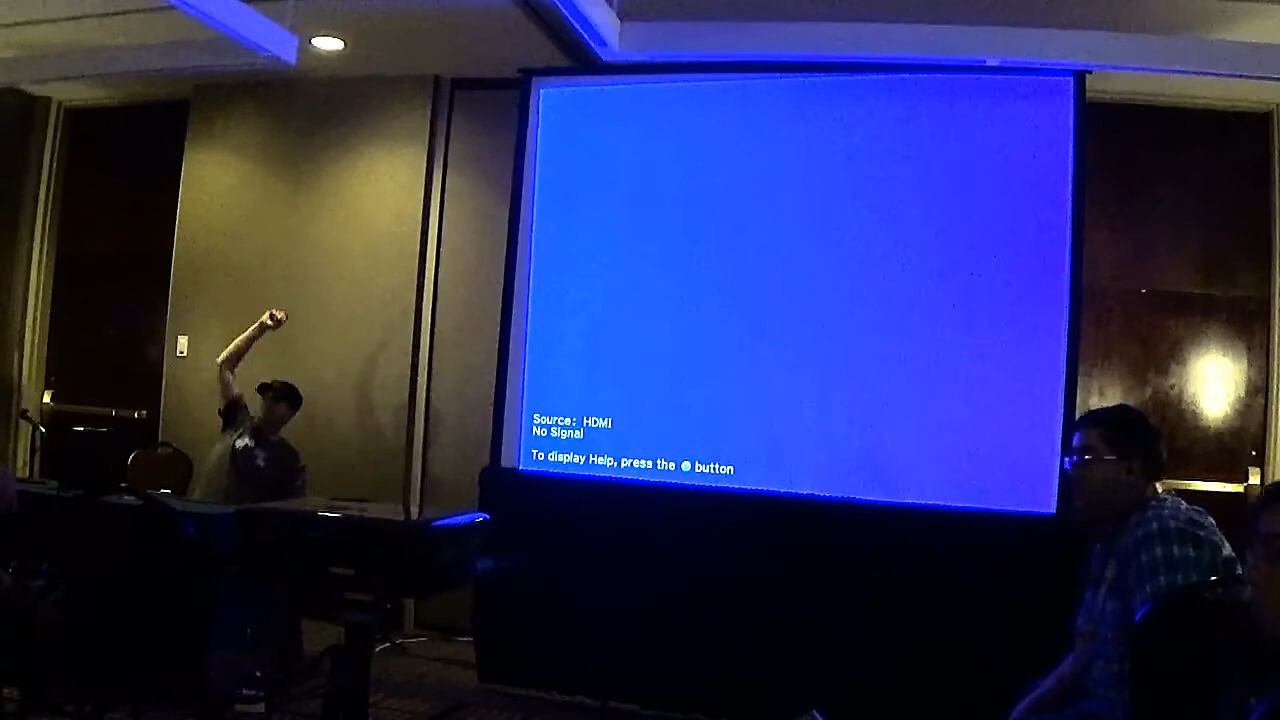 Source: HDMI
No Signal
To display Help, press the button